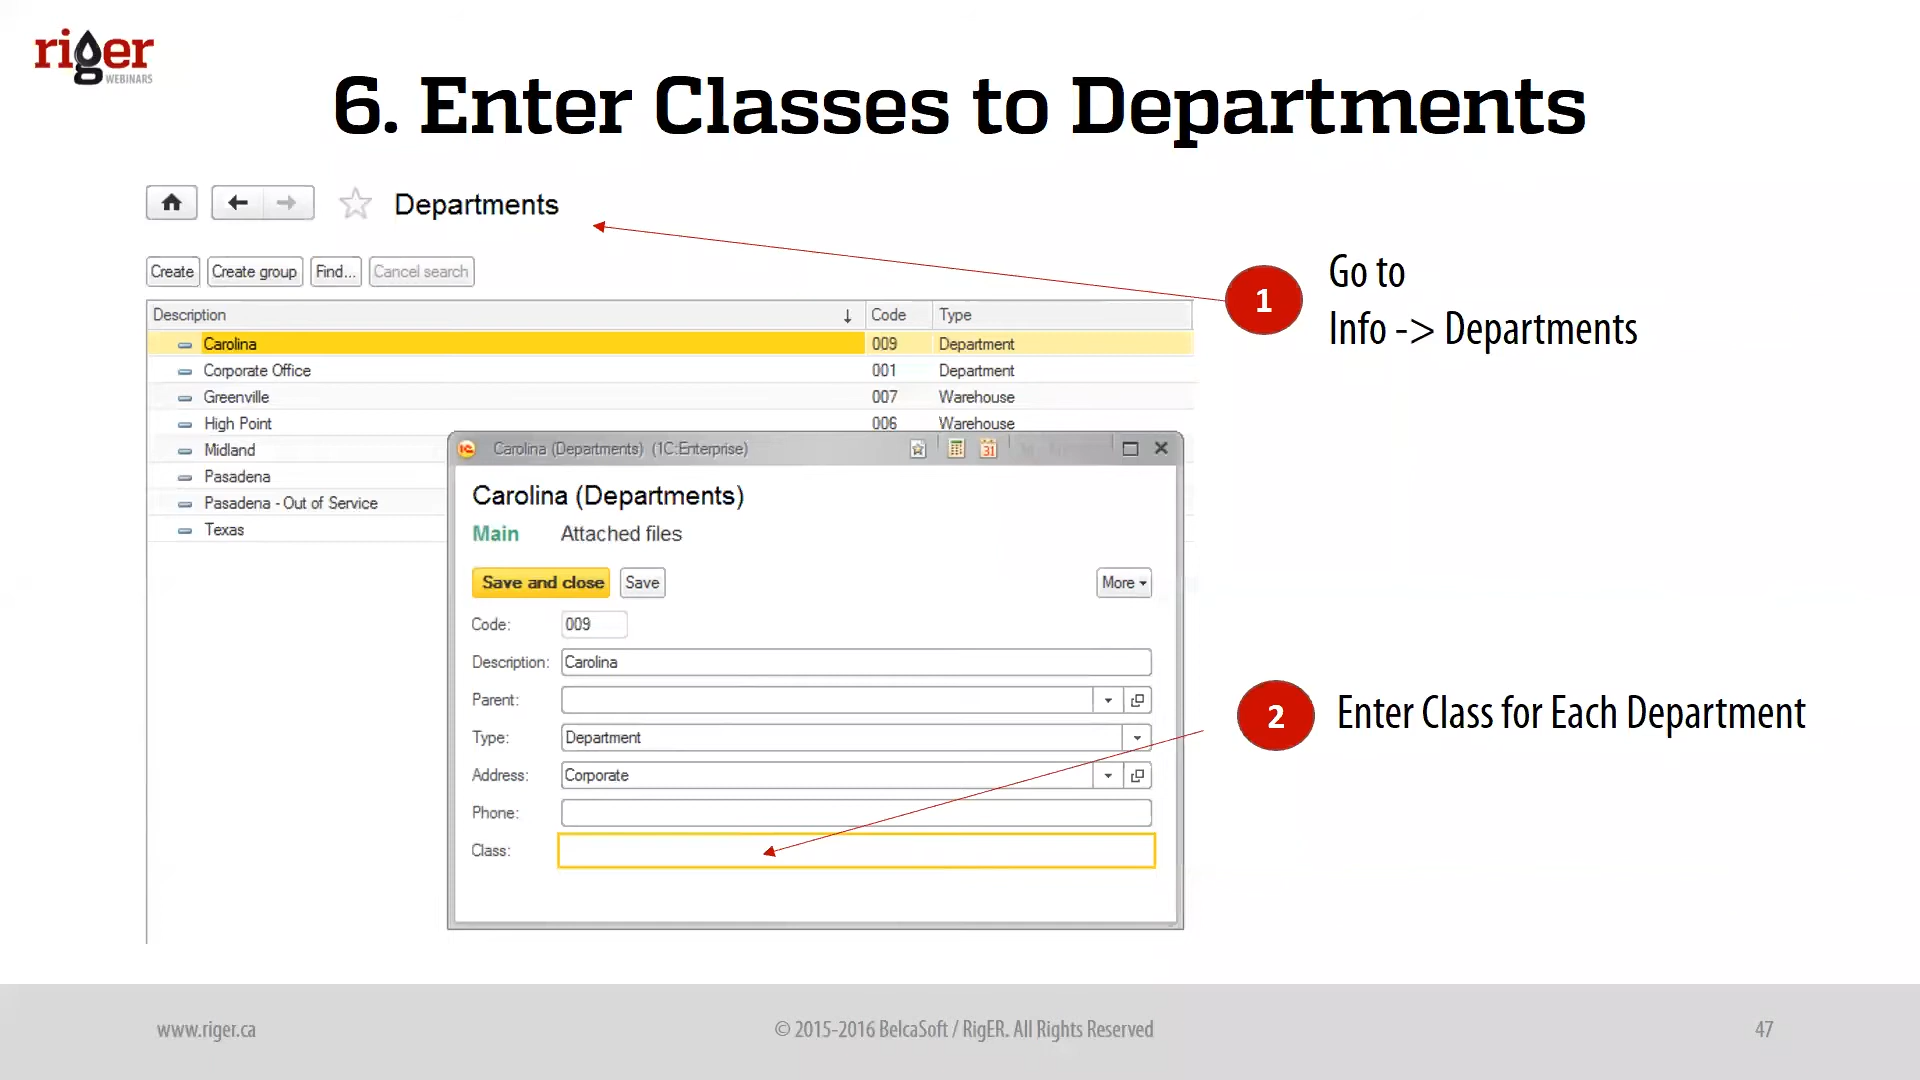 riger
WEBINARS
6. Enter Classes to Departments
Departments
Create Create group Find... Cancel search
Description Code Type
Carolina 009 Department
Corporate Office 001 Department
Greenville 007 Warehouse
High Point 006 Warehouse
Midland
Pasadena
Pasadena - Out of Service
Texas
Carolina (Departments) (1C:Enterprise) 31
Carolina (Departments)
Main Attached files
Save and close Save More
Code: 009
Description: Carolina
Parent:
Type: Department
Address: Corporate
Phone:
Class:
1 Go to
Info -> Departments
2 Enter Class for Each Department
www.riger.ca © 2015-2016 BelcaSoft / RigER. All Rights Reserved 47